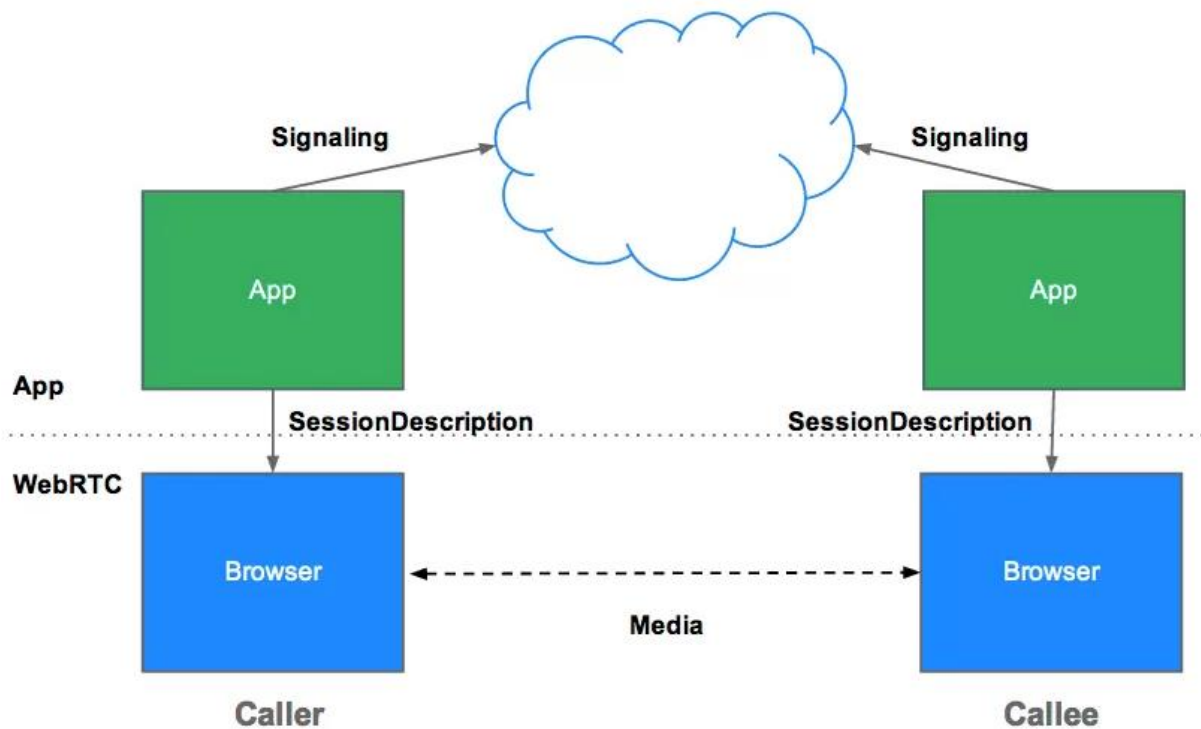 Signaling
Signaling
App
App
App
SessionDescription
SessionDescription
WebRTC
Browser
Browser
Media
Caller
Callee